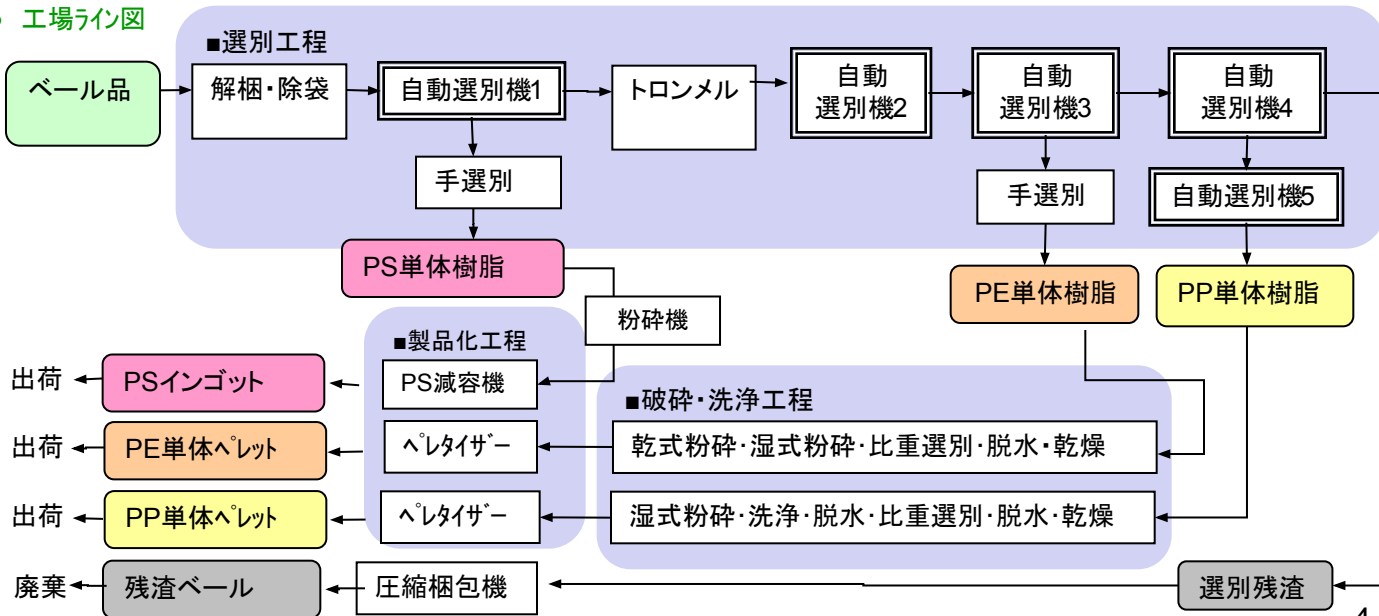 工場ライン図
■選別工程
ベール品
解梱・除袋
自動選別機1
トロンメル
自動
選別機2
自動
選別機3
自動
選別機4
手選別
手選別
自動選別機5
PS単体樹脂
PE単体樹脂
PP単体樹脂
粉砕機
■製品化工程
出荷
PSインゴット
PS減容機
■破砕・洗浄工程
出荷
PE単体ペレット
ペレタイザー
乾式粉砕・湿式粉砕・比重選別・脱水・乾燥
出荷
PP単体ペレット
ペレタイザー
湿式粉砕・洗浄・脱水・比重選別・脱水・乾燥
廃棄
残渣ベール
圧縮梱包機
選別残渣